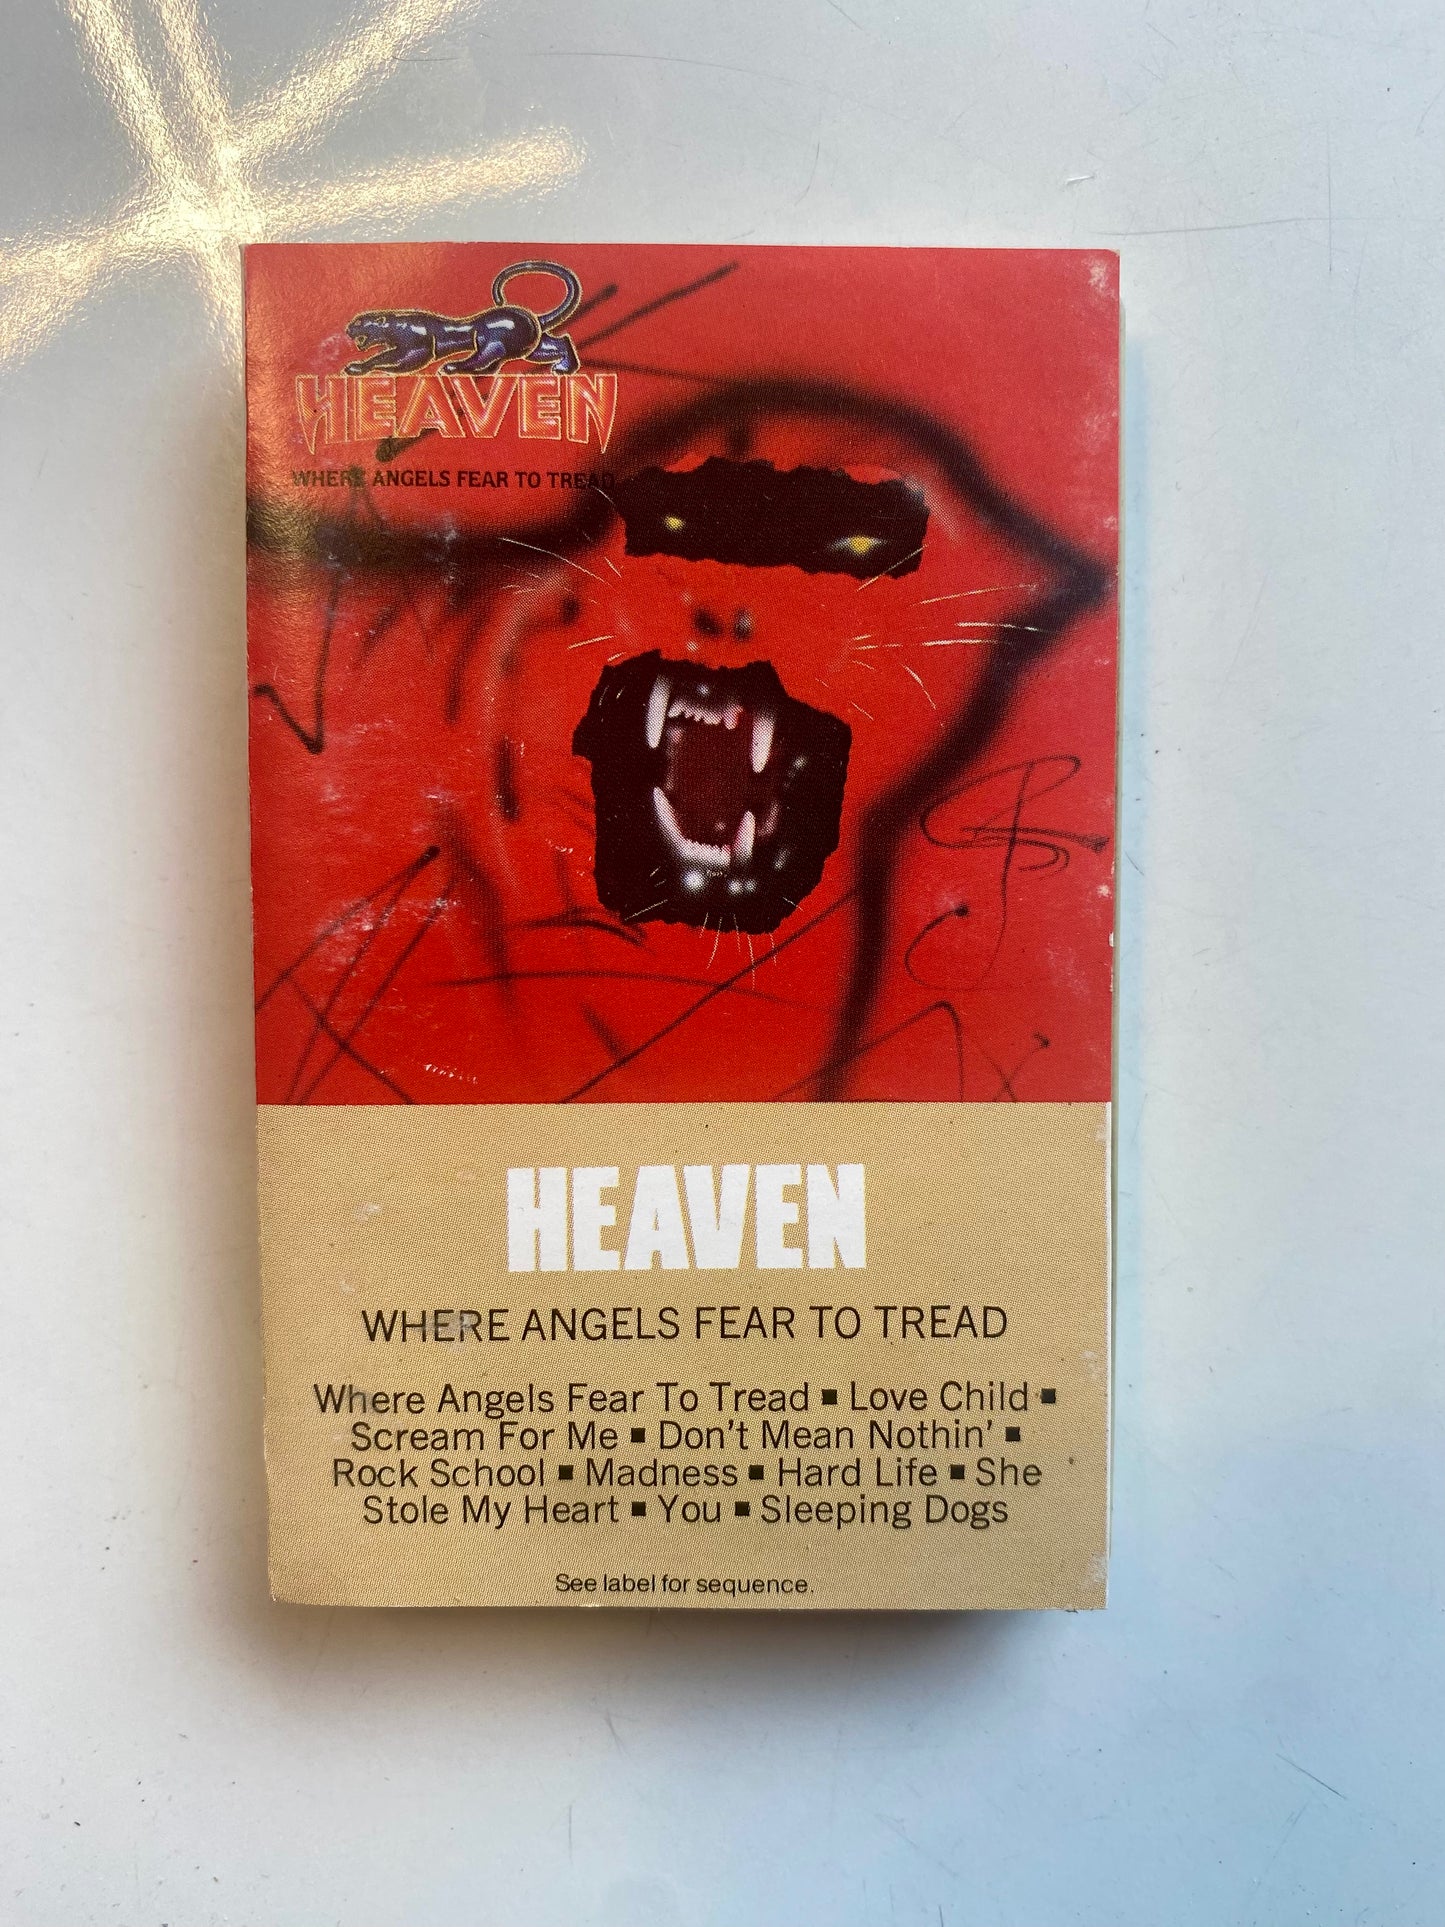 HEAVEN
WHERE ANGELS FEAR TO TREAD
HEAVEN
WHERE ANGELS FEAR TO TREAD
Where Angels Fear To Tread ■ Love Child ■
Scream For Me ■ Don't Mean Nothin' ■
Rock School ■ Madness ■ Hard Life ■ She
Stole My Heart ■ You ■ Sleeping Dogs
See label for sequence.